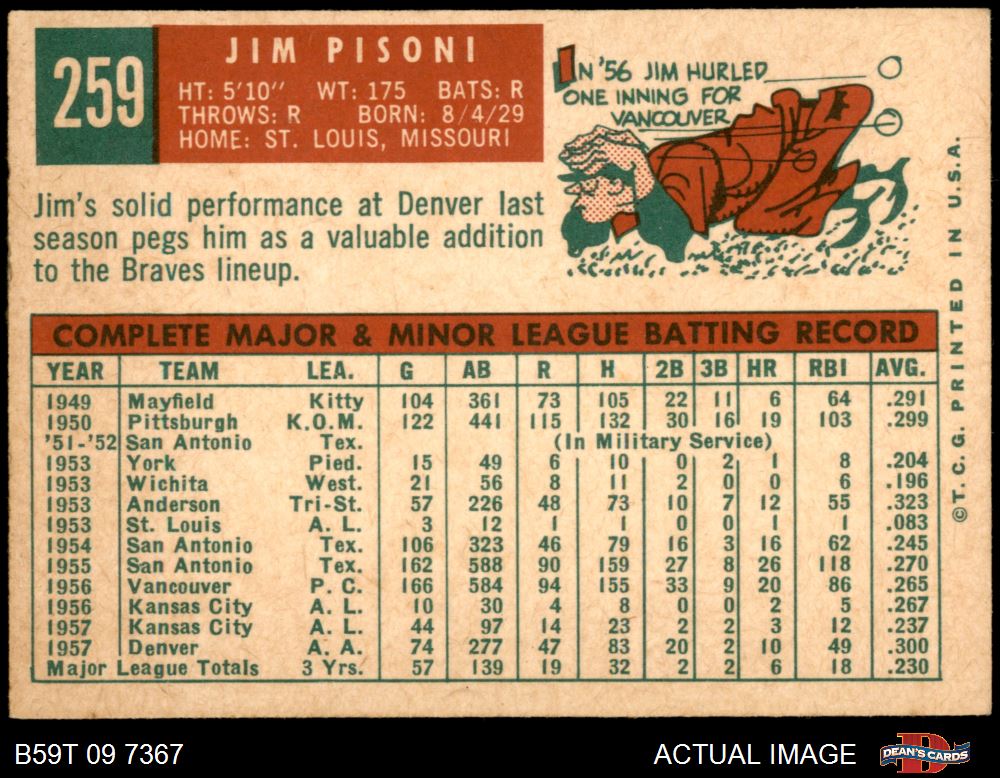 259
JIM PISONI
HT: 5'10" WT: 175 BATS: R
THROWS: R BORN: 8/4/29
HOME: ST. LOUIS, MISSOURI
IN '56 JIM HURLED
ONE INNING FOR
VANCOUVER
Jim's solid performance at Denver last
season pegs him as a valuable addition
to the Braves lineup.
COMPLETE MAJOR & MINOR LEAGUE BATTING RECORD
YEAR TEAM LEA. G AB R H 2B 3B HR RBI AVG.
1949 Mayfield Kitty 104 361 73 105 22 11 6 64 .291
1950 Pittsburgh K.O.M. 122 441 115 132 30 16 19 103 .299
'51-'52 San Antonio Tex. (In Military Service)
1953 York Pied. 15 49 6 10 0 2 1 8 .204
1953 Wichita West. 21 56 8 11 2 0 0 6 .196
1953 Anderson Tri-St. 57 226 48 73 10 7 12 55 .323
1953 St. Louis A. L. 3 12 1 1 0 0 1 1 .083
1954 San Antonio Tex. 106 323 46 79 16 3 16 62 .245
1955 San Antonio Tex. 162 588 90 159 27 8 26 118 .270
1956 Vancouver P. C. 166 584 94 155 33 9 20 86 .265
1956 Kansas City A. L. 10 30 4 8 0 0 2 5 .267
1957 Kansas City A. L. 44 97 14 23 2 2 3 12 .237
1957 Denver A. A. 74 277 47 83 20 2 10 49 .300
Major League Totals 3 Yrs. 57 139 19 32 2 2 6 18 .230
©T. C. G. PRINTED IN U.S.A.
B59T 09 7367
ACTUAL IMAGE
DEAN'S CARDS